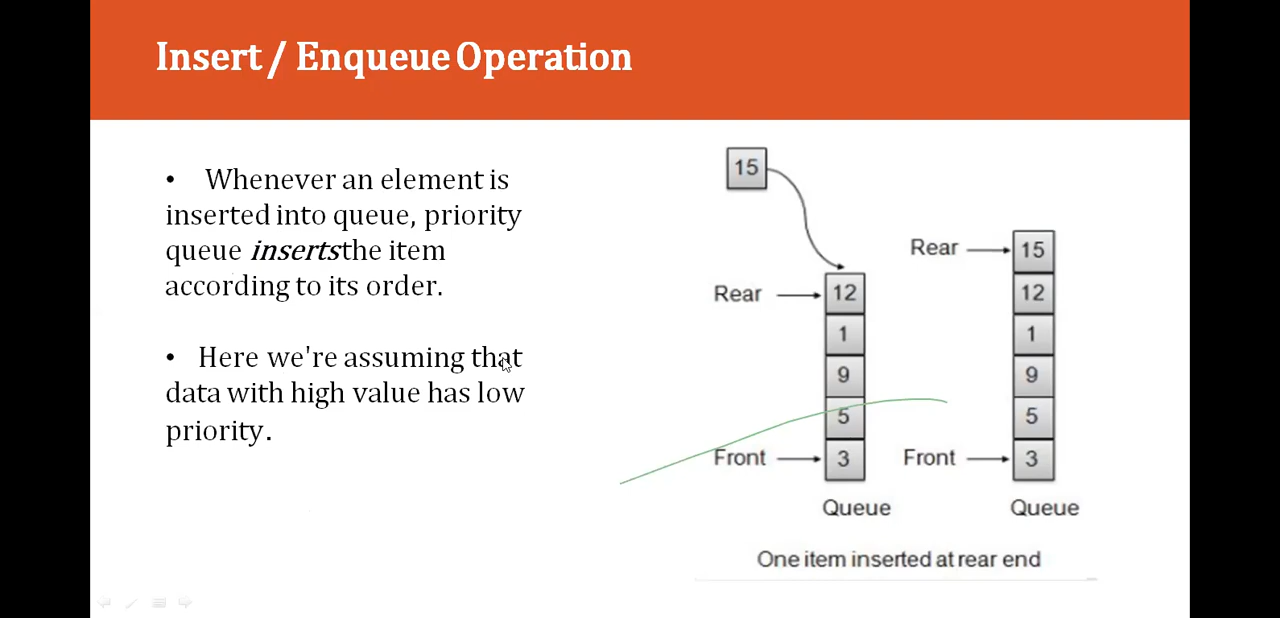 Insert / Enqueue Operation
• Whenever an element is
inserted into queue, priority
queue insertsthe item
according to its order.
• Here we're assuming that
data with high value has low
priority.
15
Rear
12
1
9
5
Front
3
Queue
Rear
15
12
1
9
5
Front
3
Queue
One item inserted at rear end